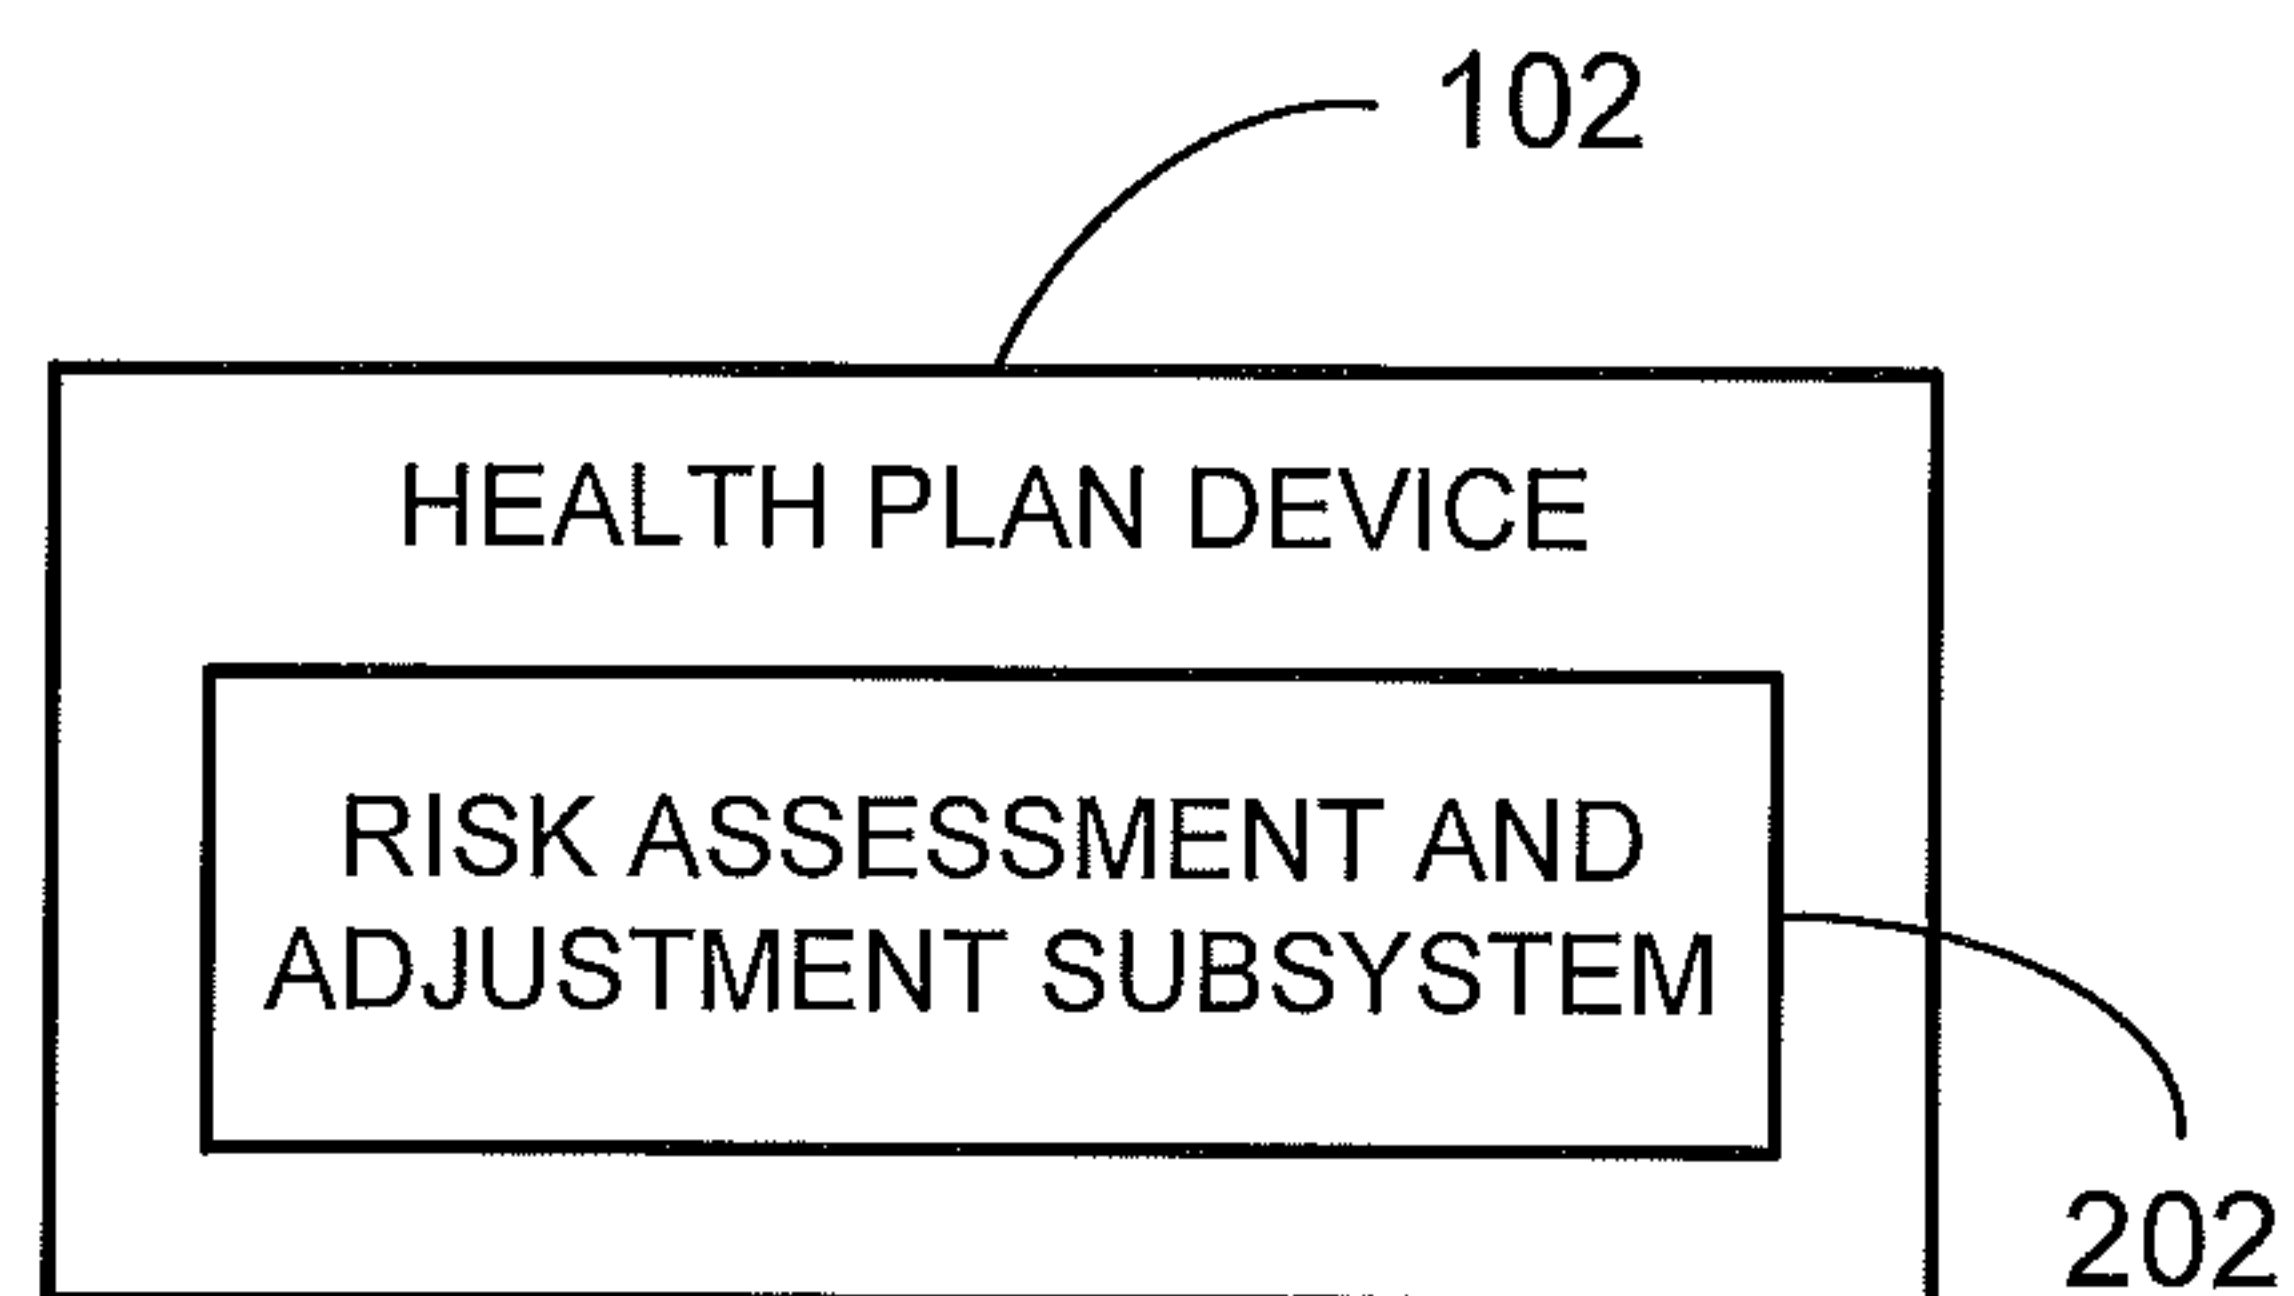 102
HEALTH PLAN DEVICE
RISK ASSESSMENT AND
ADJUSTMENT SUBSYSTEM
202